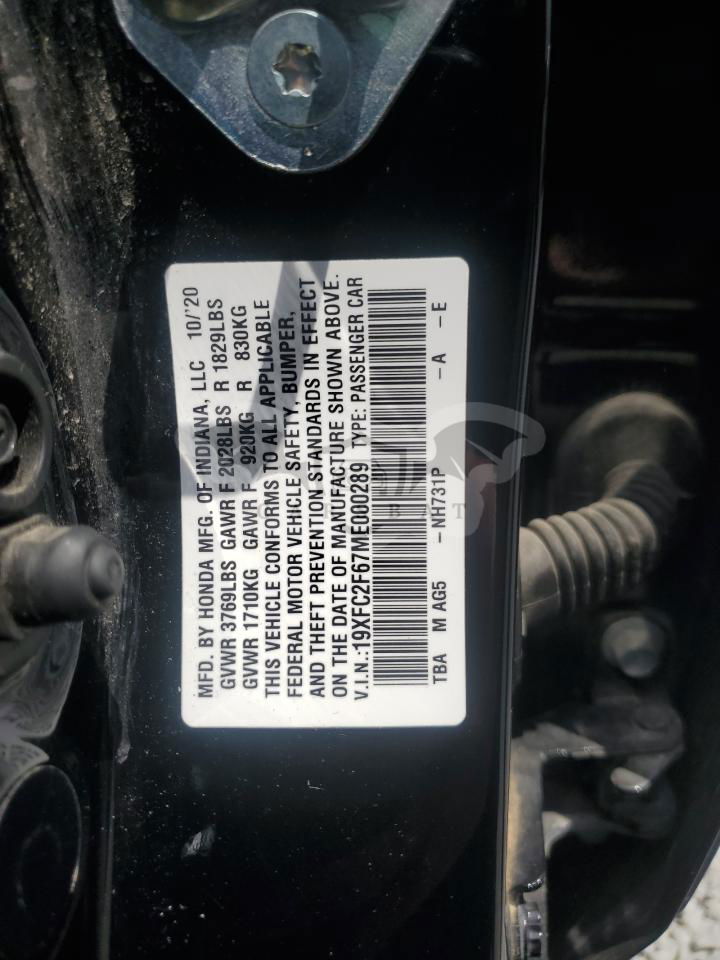 MFD. BY HONDA MFG. OF INDIANA, LLC 10/'20
GVWR 3769LBS GAWR F 2028LBS R 1829LBS
GVWR 1710KG GAWR F 920KG R 830KG
THIS VEHICLE CONFORMS TO ALL APPLICABLE
FEDERAL MOTOR VEHICLE SAFETY, BUMPER,
AND THEFT PREVENTION STANDARDS IN EFFECT
ON THE DATE OF MANUFACTURE SHOWN ABOVE.
V.I.N.:19XFC2F67ME000289 TYPE: PASSENGER CAR
TBA M AG5 -NH731P -A -E